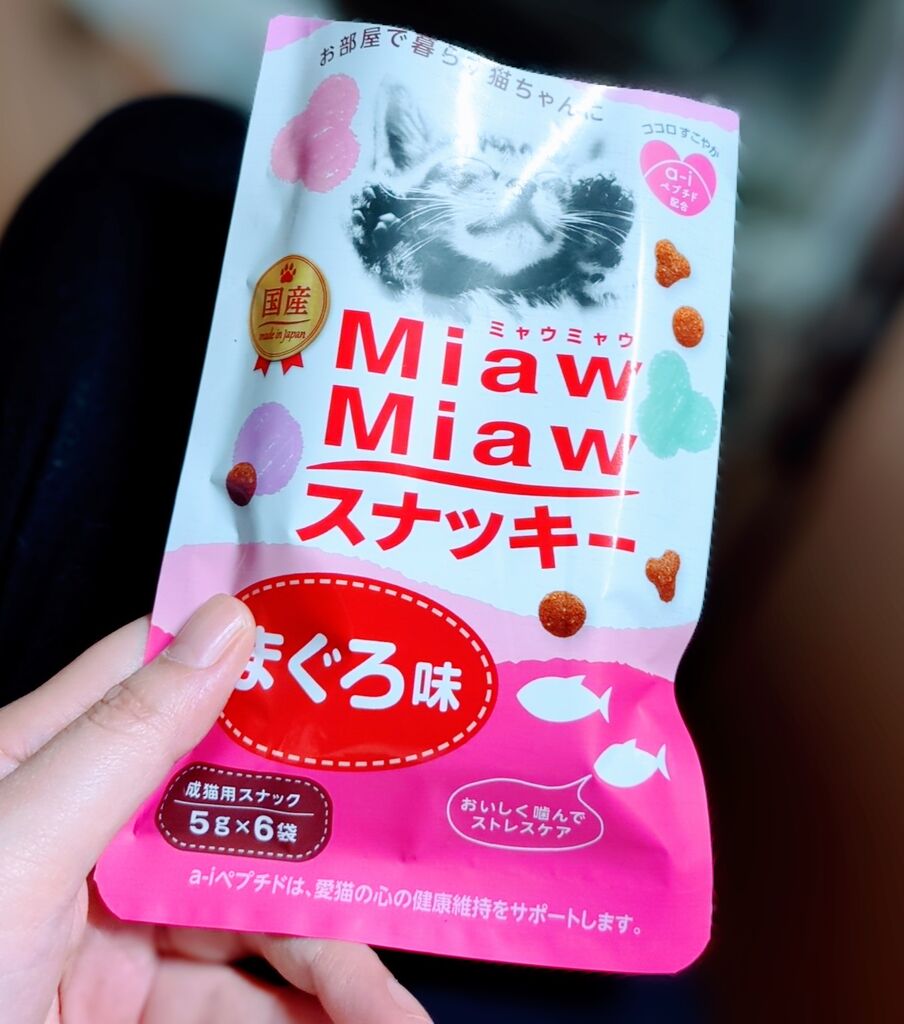 お部屋で暮らす猫ちゃんに
ココロすこやか
a-i
ペプチド
配合
国産
made in Japan
ミャウミャウ
Miaw
Miaw
スナッキー
まぐろ味
成猫用スナック
5g×6袋
おいしく噛んで
ストレスケア
a-iペプチドは、愛猫の心の健康維持をサポートします。